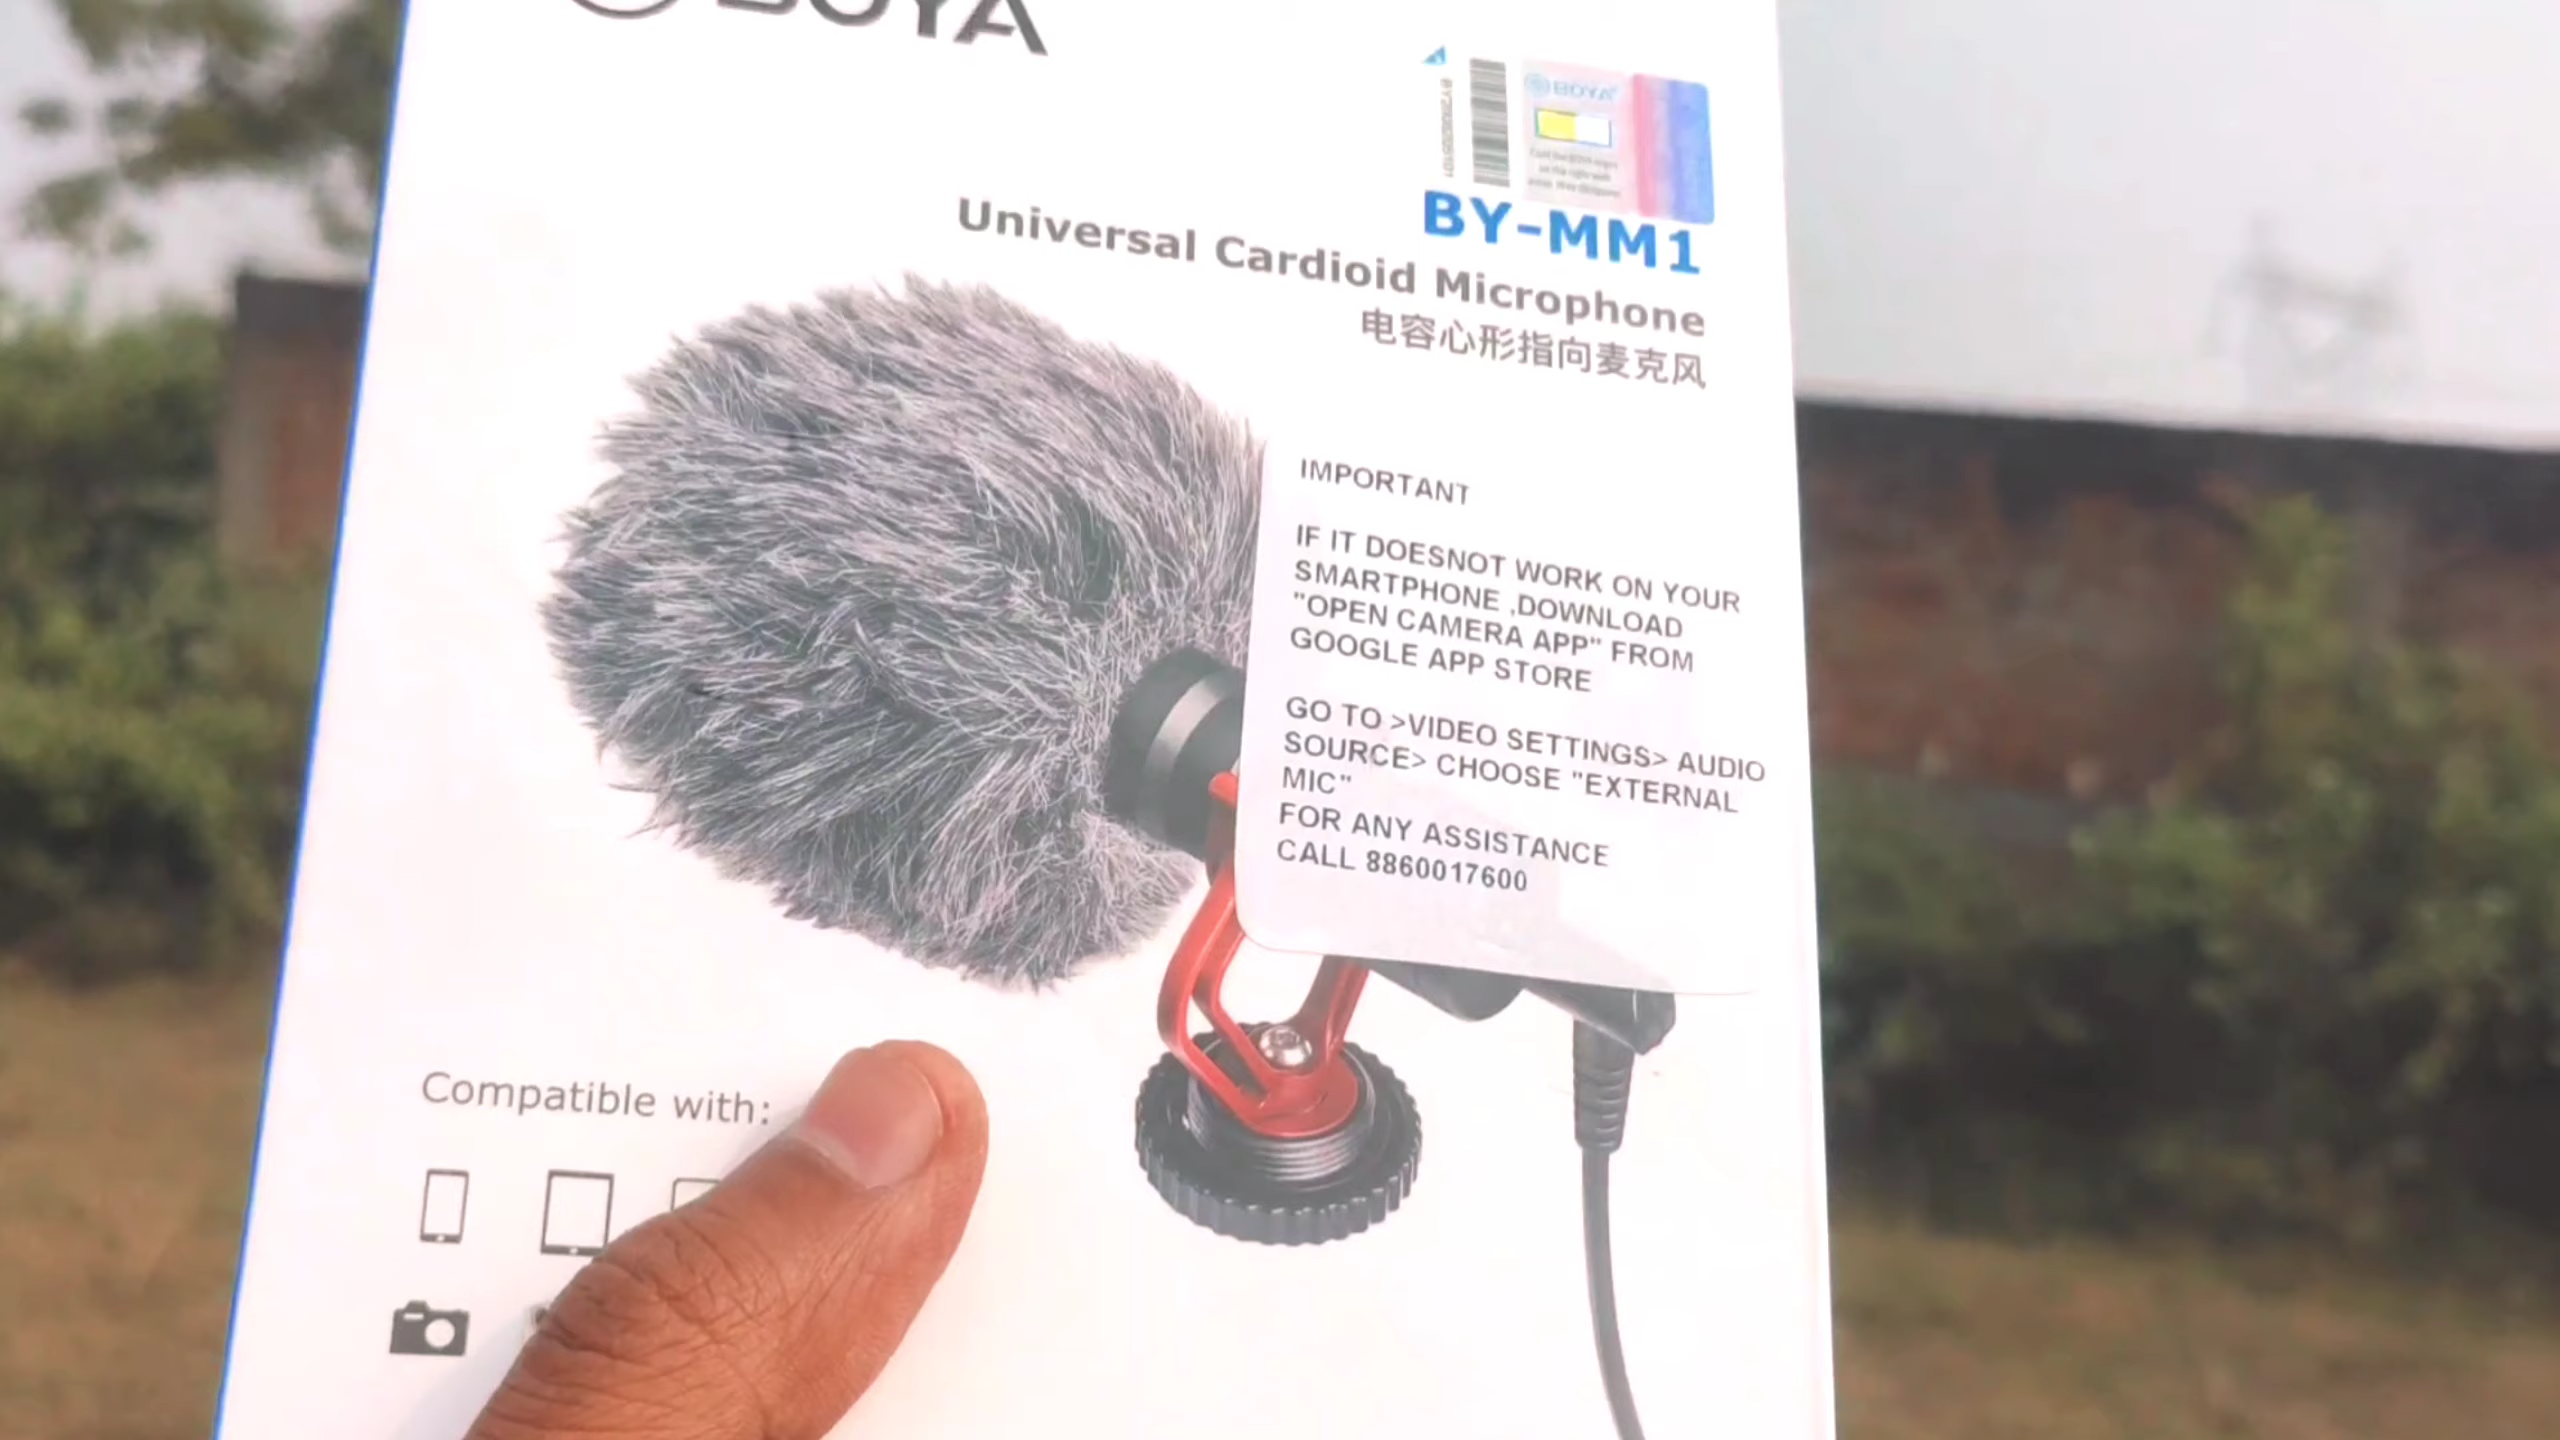 BOYA
BOYA
BY-MM1
Universal Cardioid Microphone
电容心形指向麦克风
IMPORTANT
IF IT DOESNOT WORK ON YOUR
SMARTPHONE ,DOWNLOAD
"OPEN CAMERA APP" FROM
GOOGLE APP STORE
GO TO >VIDEO SETTINGS> AUDIO
SOURCE> CHOOSE "EXTERNAL
MIC"
FOR ANY ASSISTANCE
CALL 8860017600
Compatible with: